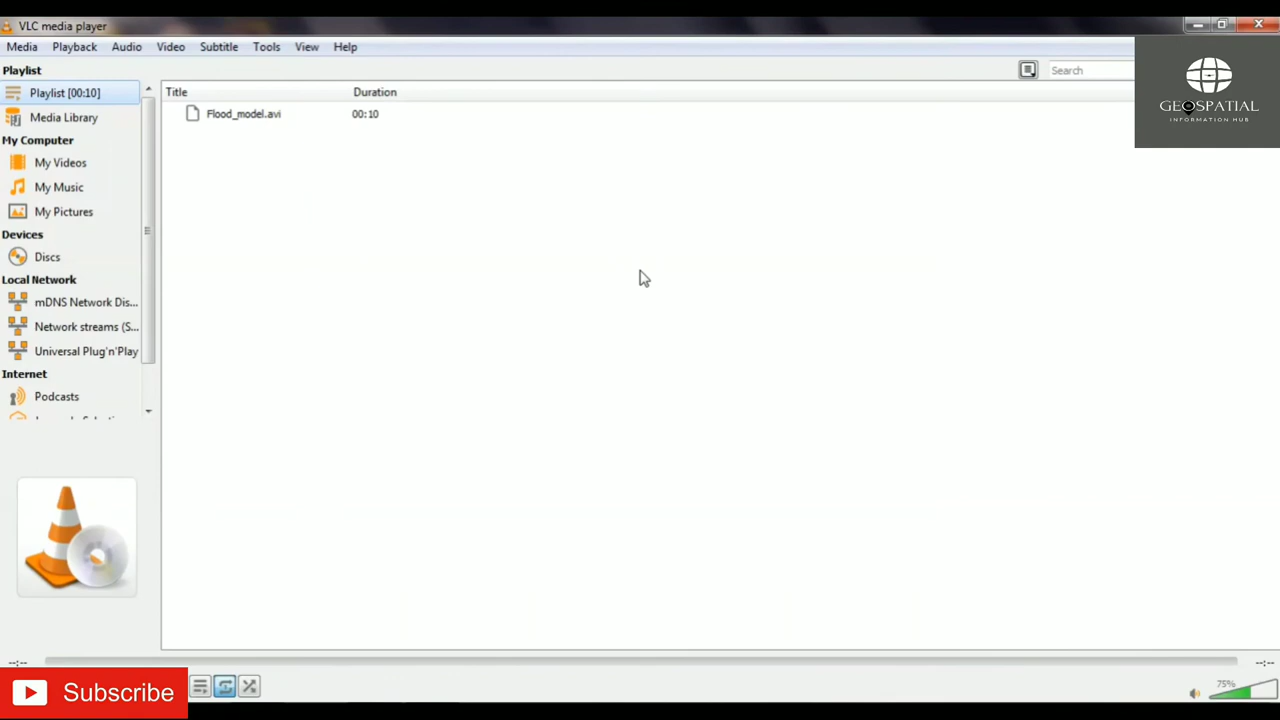 VLC media player
Media Playback Audio Video Subtitle Tools View Help
Playlist
Search
GEOSPATIAL
INFORMATION HUB
Playlist [00:10]
Media Library
My Computer
My Videos
My Music
My Pictures
Devices
Discs
Local Network
mDNS Network Dis...
Network streams (S...
Universal Plug'n'Play
Internet
Podcasts
Title Duration
Flood_model.avi 00:10
--:-- --:--
Subscribe
75%